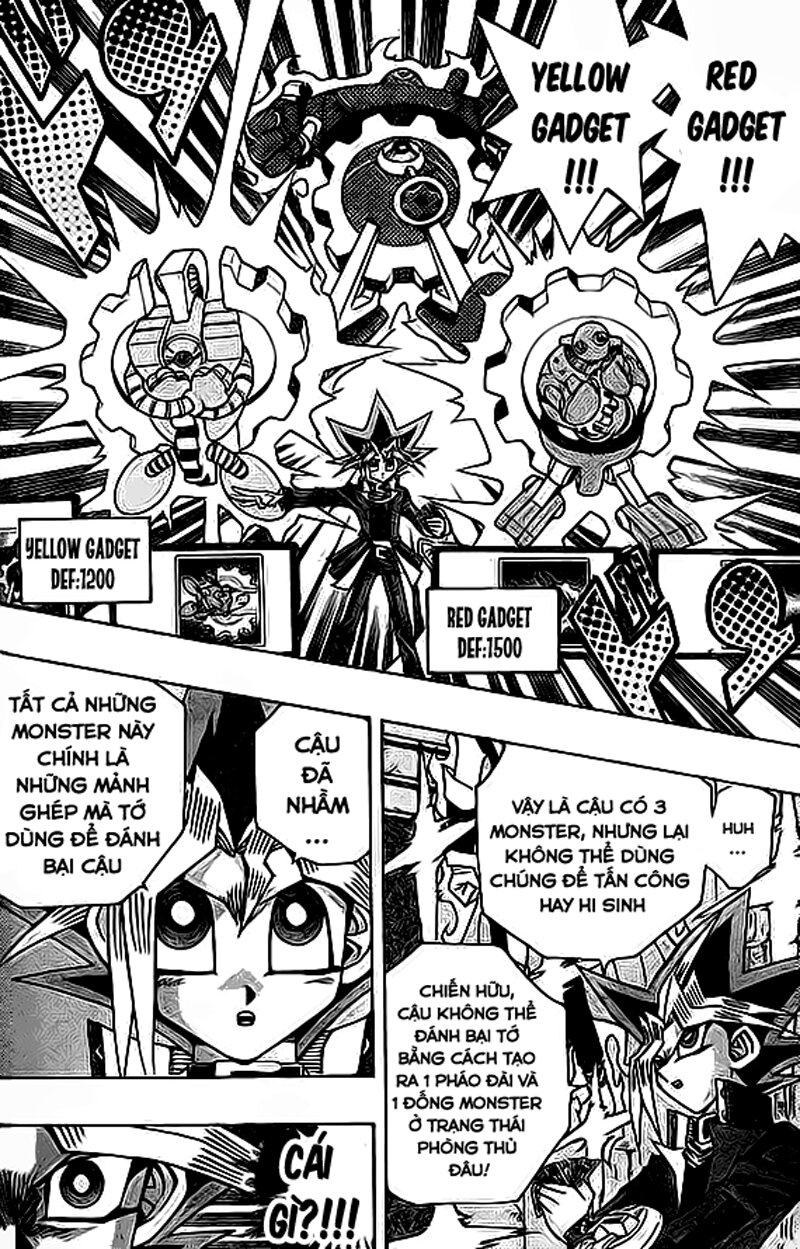 RED
GADGET
!!!
YELLOW
GADGET
!!!
YELLOW GADGET
DEF:1200
RED GADGET
DEF:1500
HUH
...
VẬY LÀ CẬU CÓ 3
MONSTER, NHƯNG LẠI
KHÔNG THỂ DÙNG
CHÚNG ĐỂ TẤN CÔNG
HAY HI SINH
CHIẾN HỮU,
CẬU KHÔNG THỂ
ĐÁNH BẠI TỚ
BẰNG CÁCH TẠO
RA 1 PHÁO ĐÀI VÀ
1 ĐỐNG MONSTER
Ở TRẠNG THÁI
PHÒNG THỦ
ĐÂU!
CẬU
ĐÃ
NHẦM
...
TẤT CẢ NHỮNG
MONSTER NÀY
CHÍNH LÀ
NHỮNG MẢNH
GHÉP MÀ TỚ
DÙNG ĐỂ ĐÁNH
BẠI CẬU
CÁI
GÌ?!!!